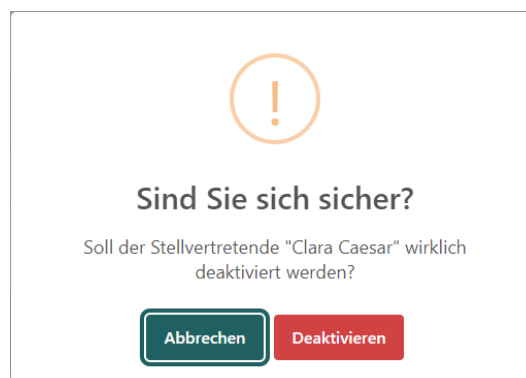 Sind Sie sich sicher?
Soll der Stellvertretende "Clara Caesar" wirklich
deaktiviert werden?
Abbrechen
Deaktivieren